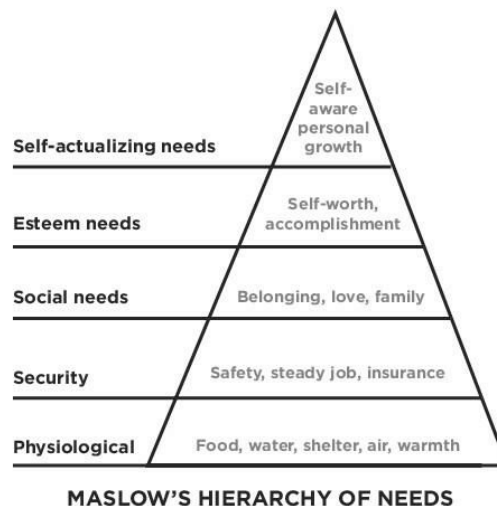 Self-
aware
personal
growth
Self-actualizing needs
Self-worth,
accomplishment
Esteem needs
Social needs
Belonging, love, family
Security
Safety, steady job, insurance
Physiological
Food, water, shelter, air, warmth
MASLOW'S HIERARCHY OF NEEDS